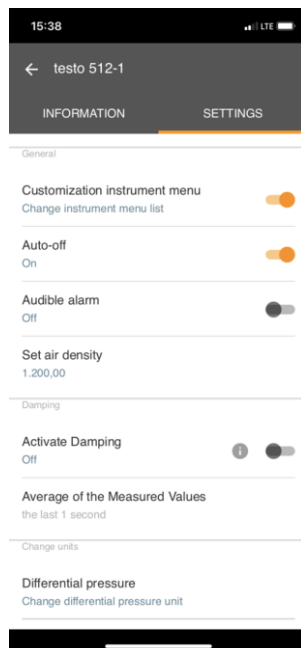 15:38
LTE
testo 512-1
INFORMATION
SETTINGS
General
Customization instrument menu
Change instrument menu list
Auto-off
On
Audible alarm
Off
Set air density
1.200,00
Damping
Activate Damping
Off
Average of the Measured Values
the last 1 second
Change units
Differential pressure
Change differential pressure unit